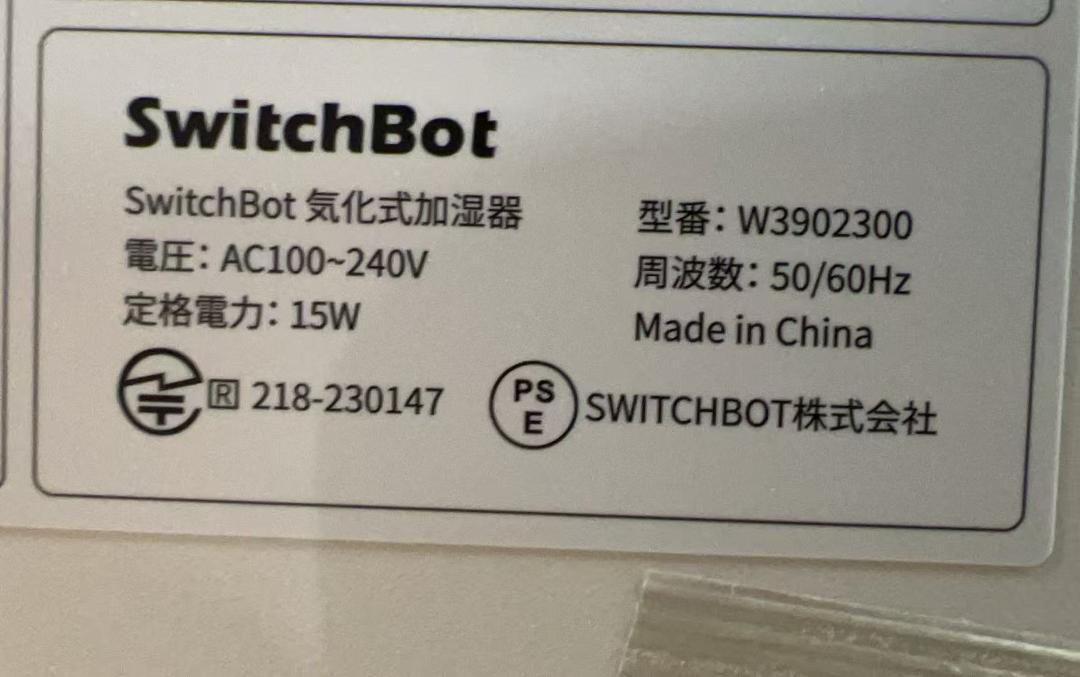 SwitchBot
SwitchBot 気化式加湿器
型番：W3902300
電圧：AC100~240V
周波数：50/60Hz
定格電力：15W
Made in China
R 218-230147
PS
E
SWITCHBOT株式会社